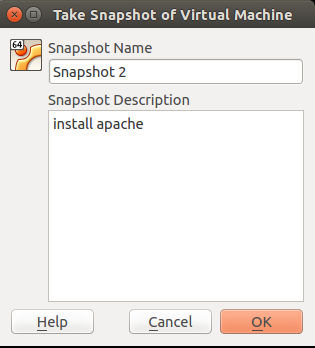 Take Snapshot of Virtual Machine
64
Snapshot Name
Snapshot 2
Snapshot Description
install apache
Help Cancel OK